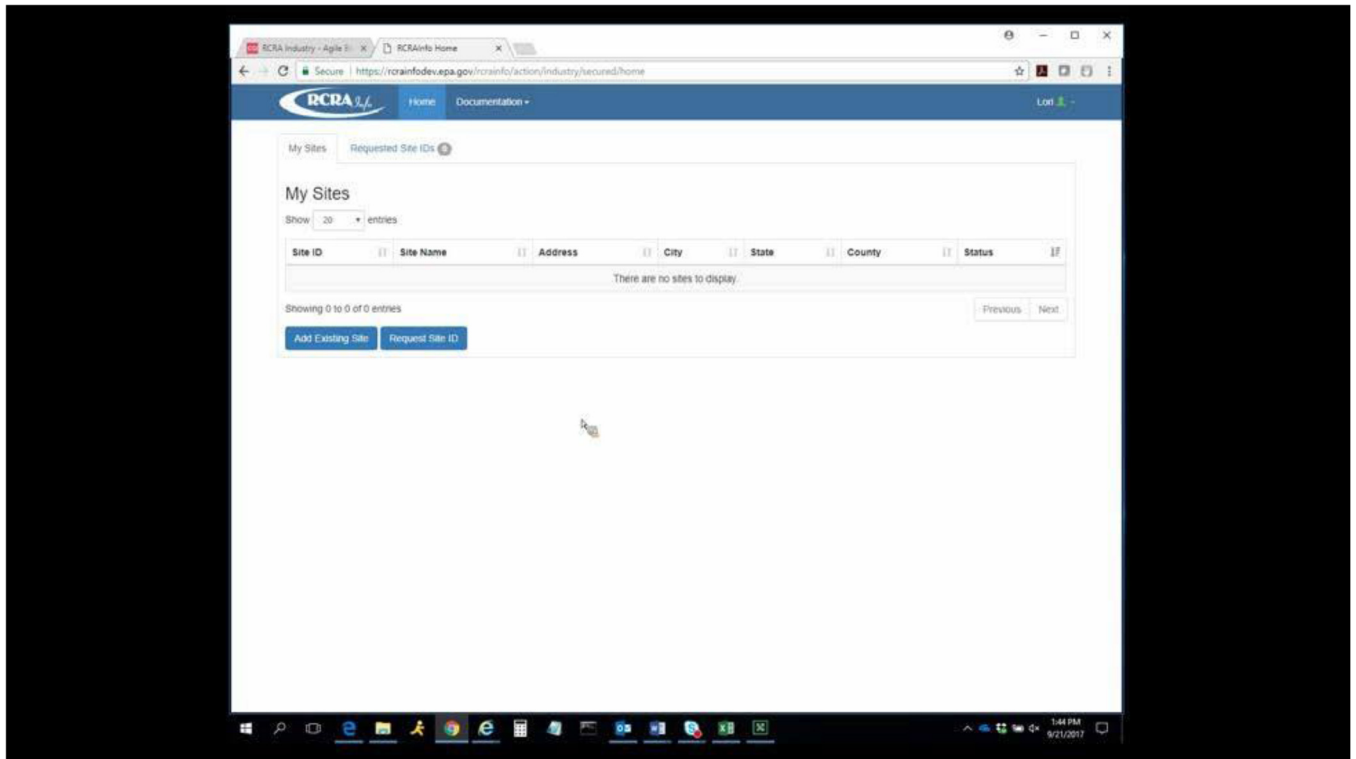 RCRA Industry - Agile B
RCRAInfo Home
Secure | https://rcrainfodev.epa.gov/rcrainfo/action/industry/secured/home
RCRA Info Home Documentation Lori
My Sites Requested Site IDs 0
My Sites
Show 20 entries
Site ID Site Name Address City State County Status
There are no sites to display.
Showing 0 to 0 of 0 entries
Previous Next
Add Existing Site Request Site ID
1:44 PM
9/21/2017